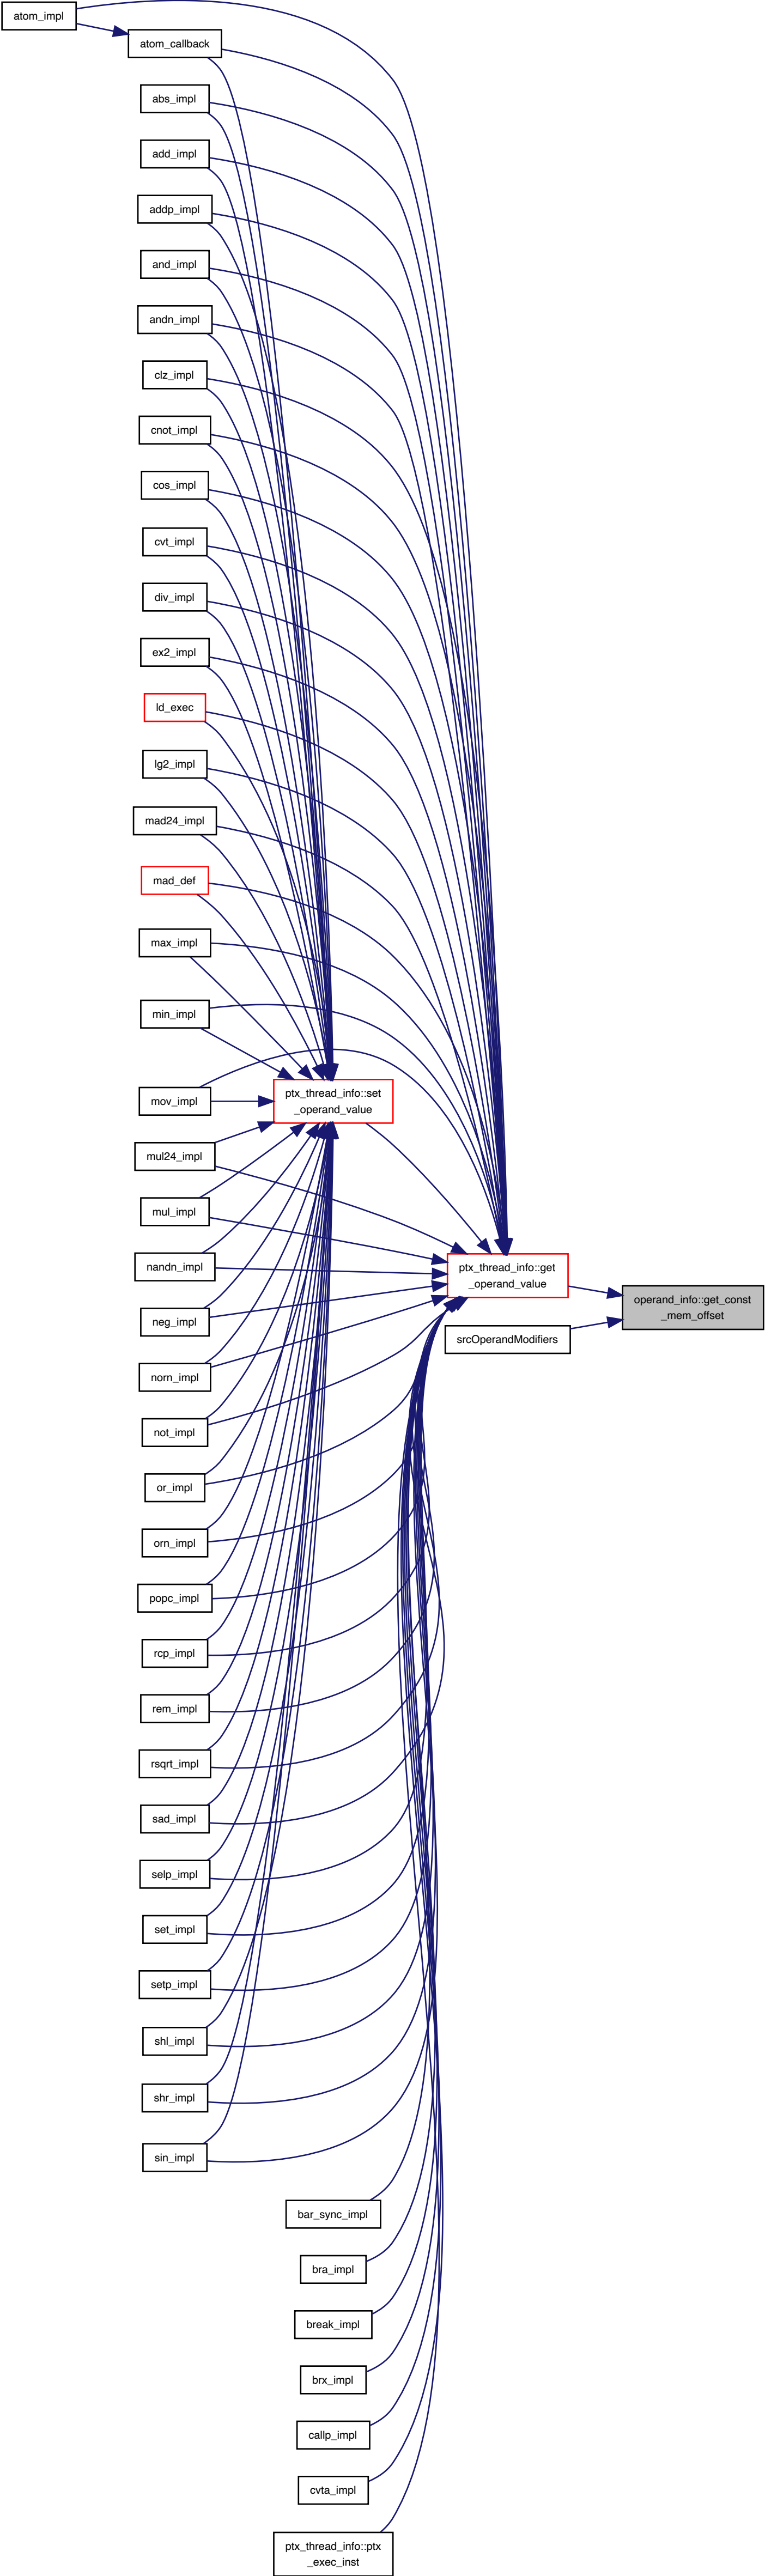 atom_impl
atom_callback
abs_impl
add_impl
addp_impl
and_impl
andn_impl
clz_impl
cnot_impl
cos_impl
cvt_impl
div_impl
ex2_impl
ld_exec
lg2_impl
mad24_impl
mad_def
max_impl
min_impl
mov_impl
ptx_thread_info::set
_operand_value
mul24_impl
mul_impl
nandn_impl
ptx_thread_info::get
_operand_value
operand_info::get_const
_mem_offset
neg_impl
srcOperandModifiers
norn_impl
not_impl
or_impl
orn_impl
popc_impl
rcp_impl
rem_impl
rsqrt_impl
sad_impl
selp_impl
set_impl
setp_impl
shl_impl
shr_impl
sin_impl
bar_sync_impl
bra_impl
break_impl
brx_impl
callp_impl
cvta_impl
ptx_thread_info::ptx
_exec_inst